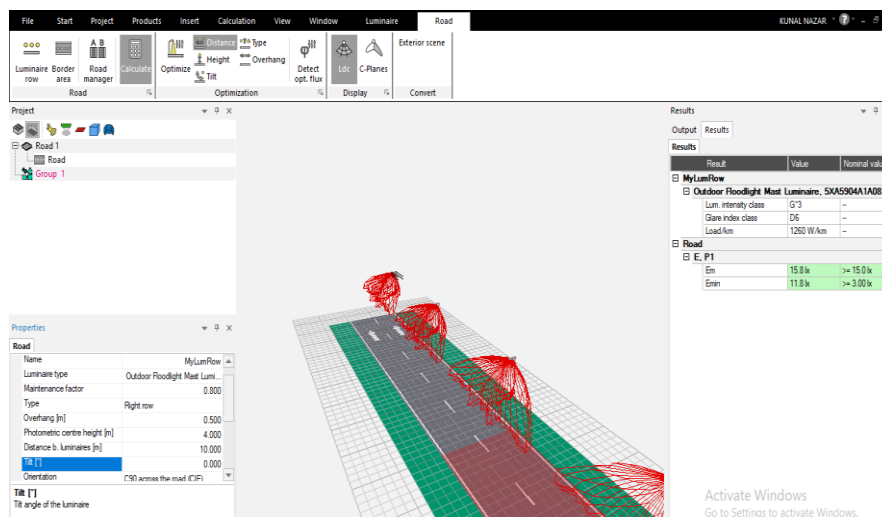 File Start Project Products Insert Calculation View Window Luminaire Road KUNAL NAZAR
Distance Type
Height Overhang
Tilt
Luminaire row Border area Road manager Calculate Optimize Detect opt. flux Ldc C-Planes Exterior scene
Road Optimization Display Convert
Project
Road 1
Road
Group 1
Properties
Road
Name MyLumRow
Luminaire type Outdoor Floodlight Mast Lumi...
Maintenance factor 0.800
Type Right row
Overhang [m] 0.500
Photometric centre height [m] 4.000
Distance b. luminaires [m] 10.000
Tilt [°] 0.000
Orientation C90 across the road (CIE)
Tilt [°]
Tilt angle of the luminaire
Results
Output Results
Results
Result Value Nominal valu
MyLumRow
Outdoor Floodlight Mast Luminaire, 5XA5904A1A08
Lum. intensity class G*3 --
Glare index class D6 --
Load/km 1260 W/km --
Road
E, P1
Em 15.8 lx >= 15.0 lx
Emin 11.8 lx >= 3.00 lx
Activate Windows
Go to Settings to activate Windows.